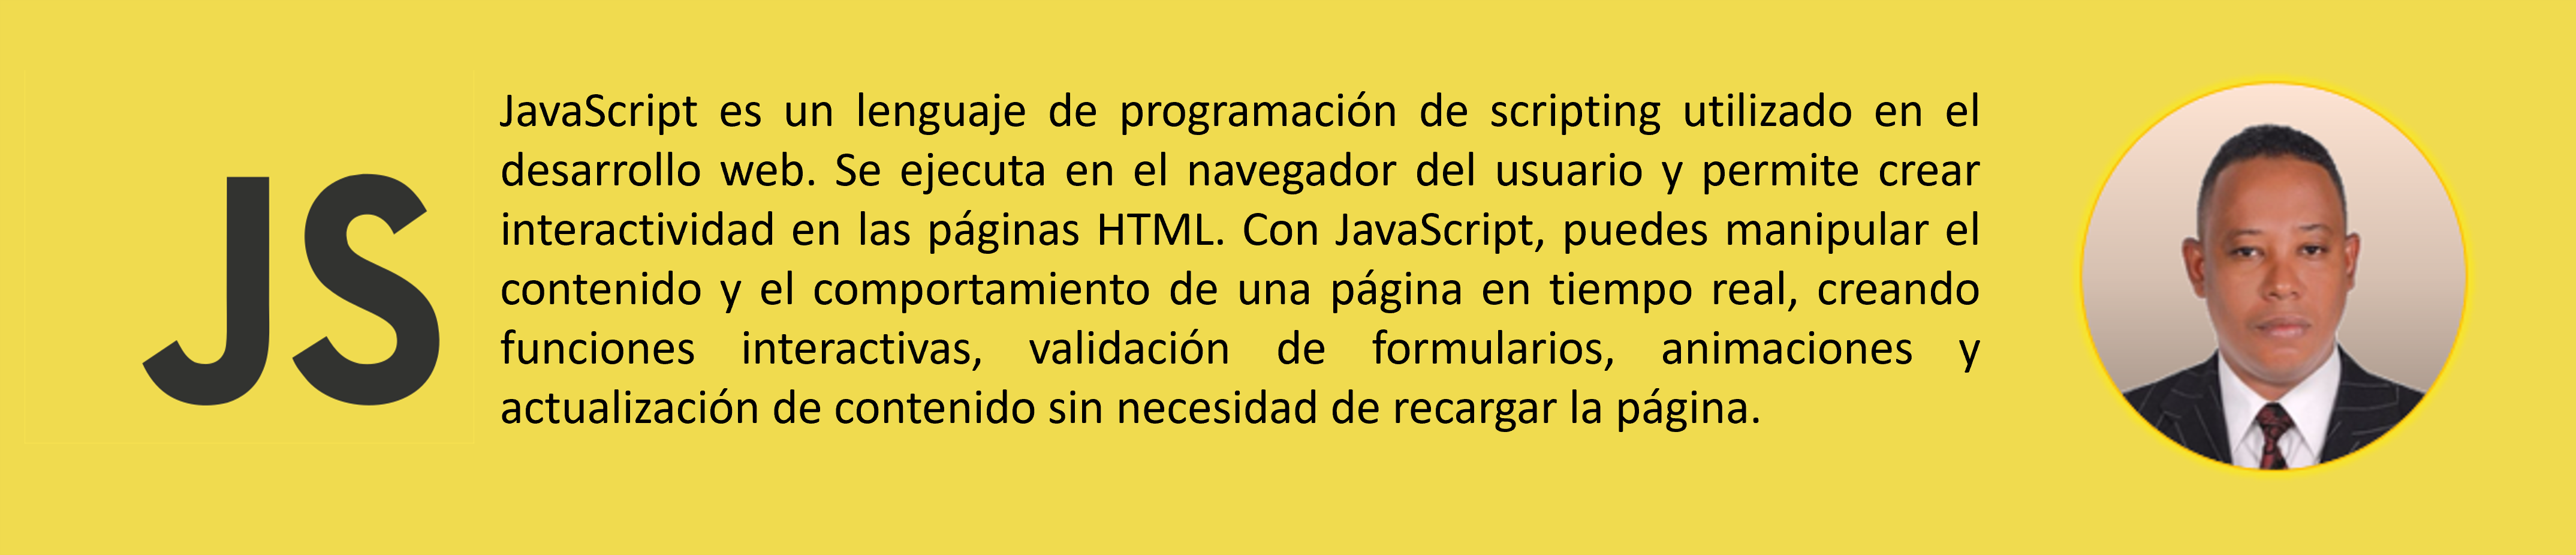 JS
JavaScript es un lenguaje de programación de scripting utilizado en el
desarrollo web. Se ejecuta en el navegador del usuario y permite crear
interactividad en las páginas HTML. Con JavaScript, puedes manipular el
contenido y el comportamiento de una página en tiempo real, creando
funciones interactivas, validación de formularios, animaciones y
actualización de contenido sin necesidad de recargar la página.